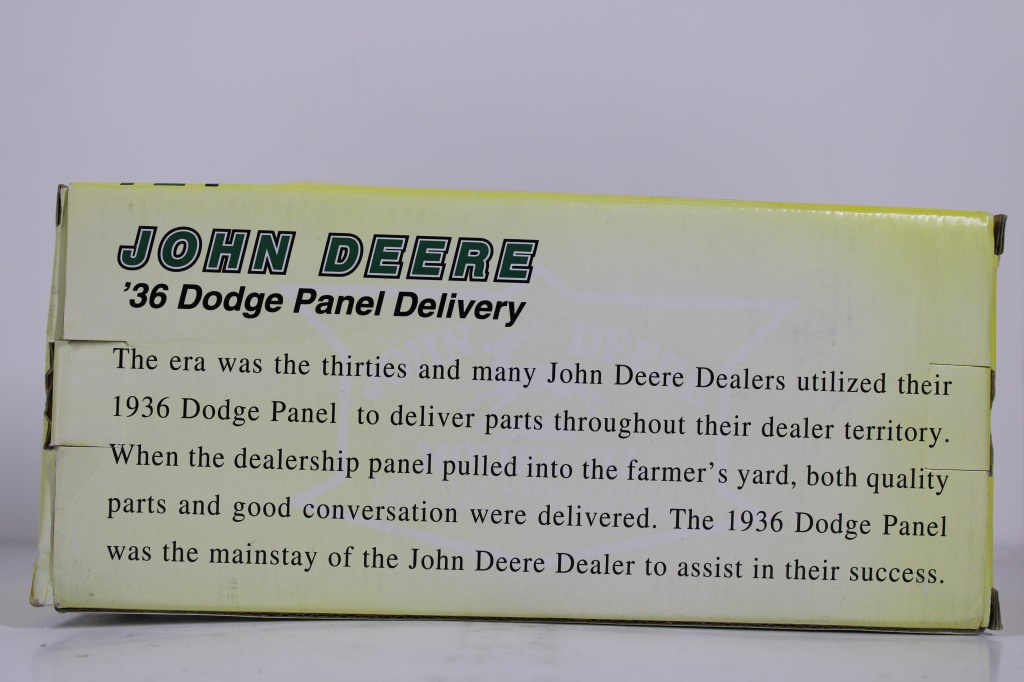 JOHN DEERE
'36 Dodge Panel Delivery
The era was the thirties and many John Deere Dealers utilized their
1936 Dodge Panel to deliver parts throughout their dealer territory.
When the dealership panel pulled into the farmer's yard, both quality
parts and good conversation were delivered. The 1936 Dodge Panel
was the mainstay of the John Deere Dealer to assist in their success.